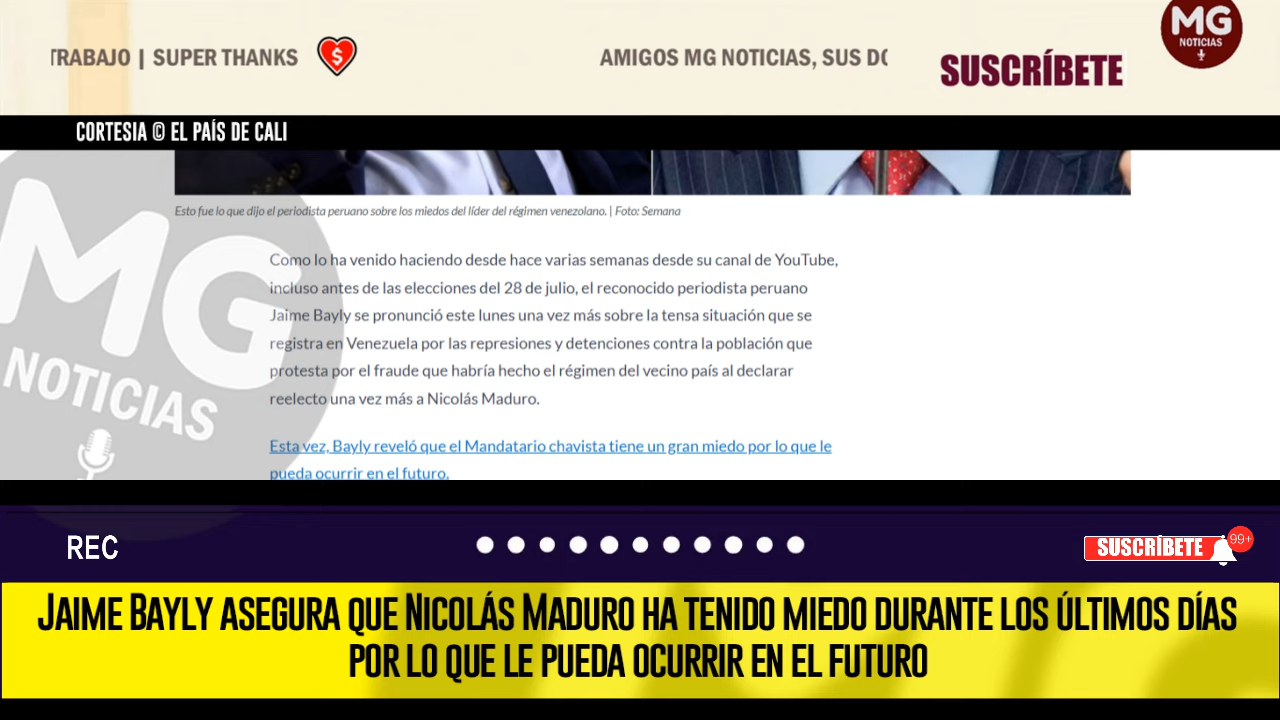 TRABAJO | SUPER THANKS
$
AMIGOS MG NOTICIAS, SUS
SUSCRÍBETE
MG
NOTICIAS
CORTESIA © EL PAÍS DE CALI
Esto fue lo que dijo el periodista peruano sobre los miedos del líder del régimen venezolano. | Foto: Semana
MG
NOTICIAS
Como lo ha venido haciendo desde hace varias semanas desde su canal de YouTube,
incluso antes de las elecciones del 28 de julio, el reconocido periodista peruano
Jaime Bayly se pronunció este lunes una vez más sobre la tensa situación que se
registra en Venezuela por las represiones y detenciones contra la población que
protesta por el fraude que habría hecho el régimen del vecino país al declarar
reelecto una vez más a Nicolás Maduro.
Esta vez, Bayly reveló que el Mandatario chavista tiene un gran miedo por lo que le
pueda ocurrir en el futuro.
REC
SUSCRÍBETE
99+
JAIME BAYLY ASEGURA QUE NICOLÁS MADURO HA TENIDO MIEDO DURANTE LOS ÚLTIMOS DÍAS
POR LO QUE LE PUEDA OCURRIR EN EL FUTURO